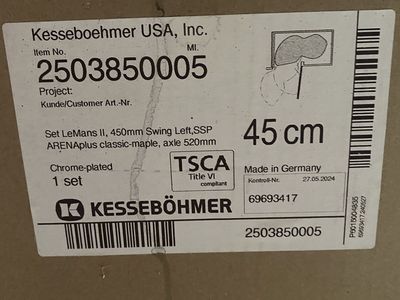 Kesseboehmer USA, Inc.
Item No. MI.
2503850005
Project:
Kunde/Customer Art.-Nr.
Set LeMans II, 450mm Swing Left,SSP
ARENAplus classic-maple, axle 520mm
45 cm
Chrome-plated
1 set
TSCA
Title VI
compliant
Made in Germany
Kontroll-Nr. 27.05.2024
69693417
K KESSEBÖHMER
2503850005
69693417240527